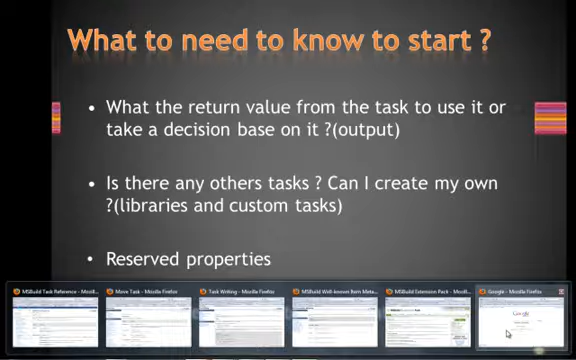 What to need to know to start ?
• What the return value from the task to use it or
take a decision base on it ?(output)
• Is there any others tasks ? Can I create my own
?(libraries and custom tasks)
• Reserved properties
MSBuild Task Reference - Mozill...
Move Task - Mozilla Firefox
Task Writing - Mozilla Firefox
MSBuild Well-known Item Meta...
MSBuild Extension Pack - Mozill...
Google - Mozilla Firefox
Google